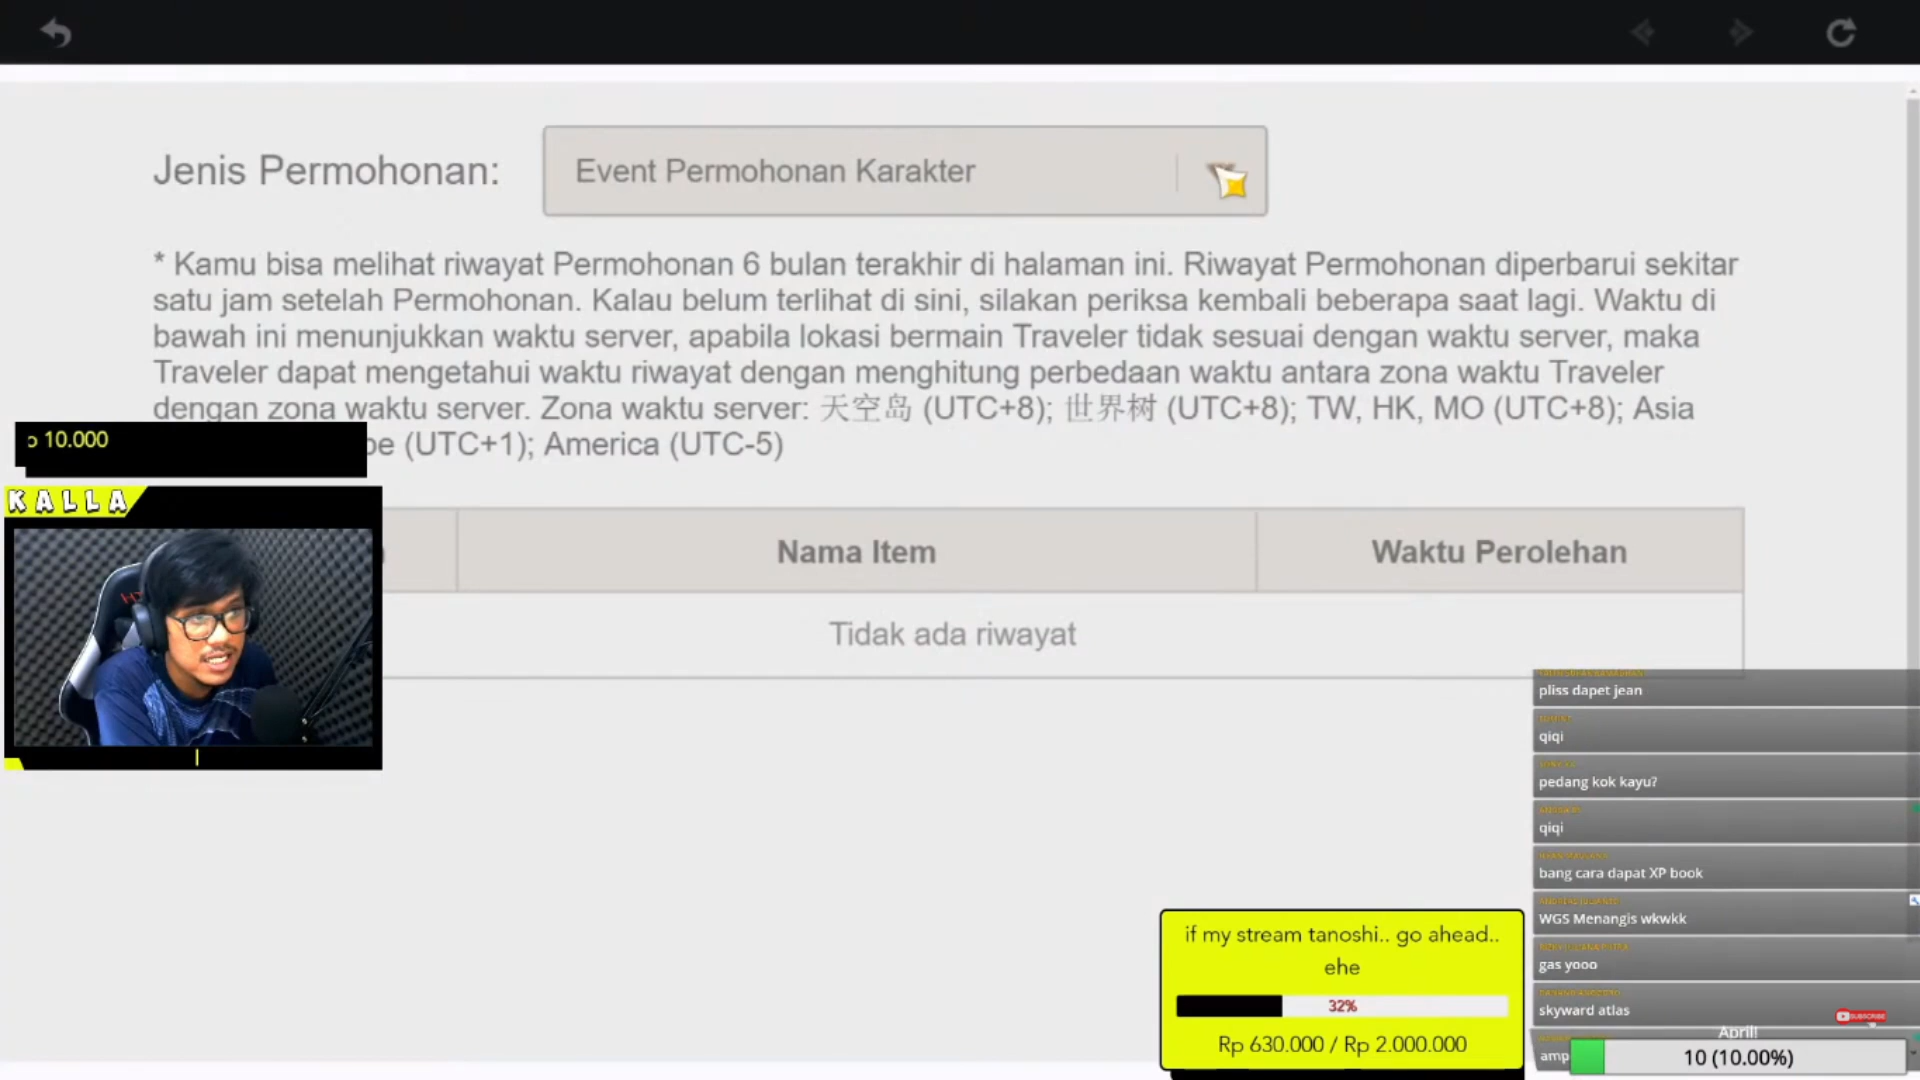 Jenis Permohonan:
Event Permohonan Karakter
* Kamu bisa melihat riwayat Permohonan 6 bulan terakhir di halaman ini. Riwayat Permohonan diperbarui sekitar
satu jam setelah Permohonan. Kalau belum terlihat di sini, silakan periksa kembali beberapa saat lagi. Waktu di
bawah ini menunjukkan waktu server, apabila lokasi bermain Traveler tidak sesuai dengan waktu server, maka
Traveler dapat mengetahui waktu riwayat dengan menghitung perbedaan waktu antara zona waktu Traveler
dengan zona waktu server. Zona waktu server: 天空岛 (UTC+8); 世界树 (UTC+8); TW, HK, MO (UTC+8); Asia
(UTC+1); America (UTC-5)
10.000
KALLA
Nama Item
Waktu Perolehan
Tidak ada riwayat
pliss dapet jean
qiqi
pedang kok kayu?
qiqi
bang cara dapat XP book
WGS Menangis wkwkk
gas yooo
skyward atlas
amp
if my stream tanoshi.. go ahead..
ehe
32%
Rp 630.000 / Rp 2.000.000
SUBSCRIBE
April!
10 (10.00%)